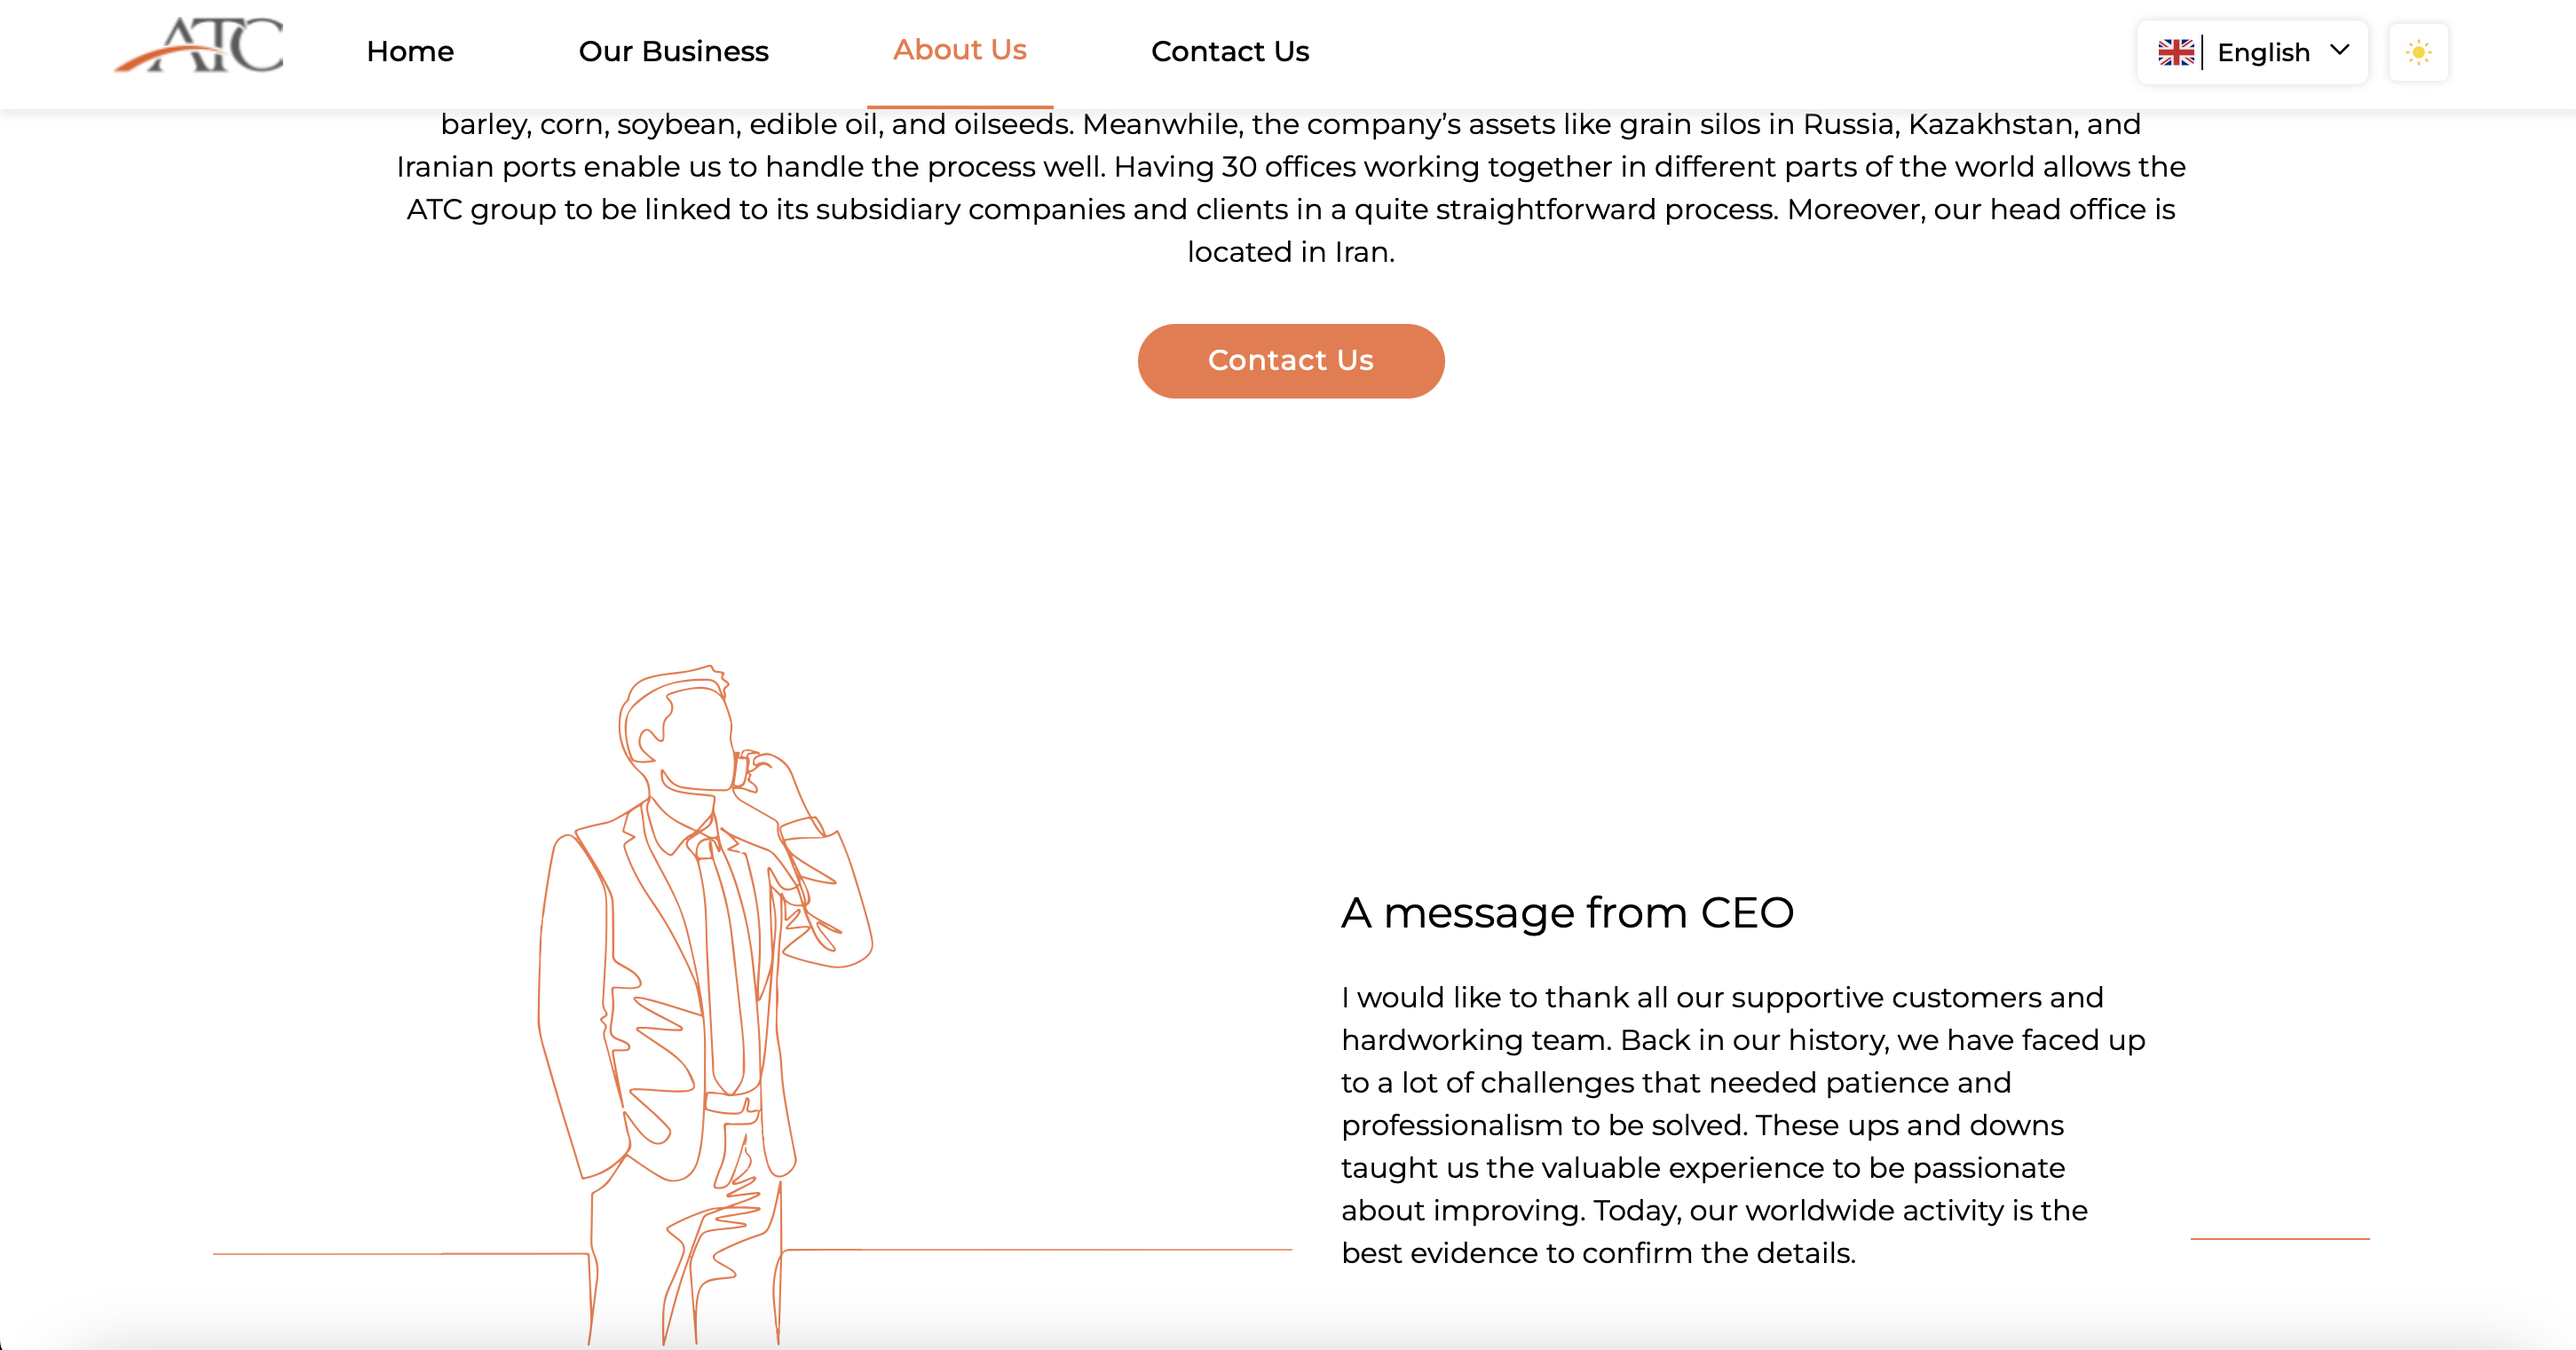 ATC
Home
Our Business
About Us
Contact Us
English
barley, corn, soybean, edible oil, and oilseeds. Meanwhile, the company’s assets like grain silos in Russia, Kazakhstan, and
Iranian ports enable us to handle the process well. Having 30 offices working together in different parts of the world allows the
ATC group to be linked to its subsidiary companies and clients in a quite straightforward process. Moreover, our head office is
located in Iran.
Contact Us
A message from CEO
I would like to thank all our supportive customers and
hardworking team. Back in our history, we have faced up
to a lot of challenges that needed patience and
professionalism to be solved. These ups and downs
taught us the valuable experience to be passionate
about improving. Today, our worldwide activity is the
best evidence to confirm the details.